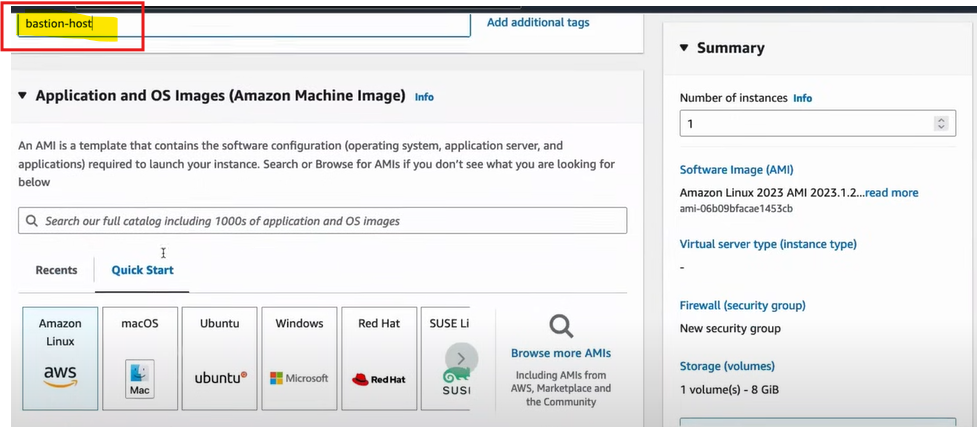 bastion-host
Add additional tags
Application and OS Images (Amazon Machine Image) Info
An AMI is a template that contains the software configuration (operating system, application server, and
applications) required to launch your instance. Search or Browse for AMIs if you don't see what you are looking for
below
Search our full catalog including 1000s of application and OS images
Recents
Quick Start
Amazon
Linux
aws
macOS
Mac
Ubuntu
ubuntu
Windows
Microsoft
Red Hat
Red Hat
SUSE Li
SUSI
Browse more AMIs
Including AMIs from
AWS, Marketplace and
the Community
Summary
Number of instances Info
1
Software Image (AMI)
Amazon Linux 2023 AMI 2023.1.2...read more
ami-06b09bfacae1453cb
Virtual server type (instance type)
-
Firewall (security group)
New security group
Storage (volumes)
1 volume(s) - 8 GiB